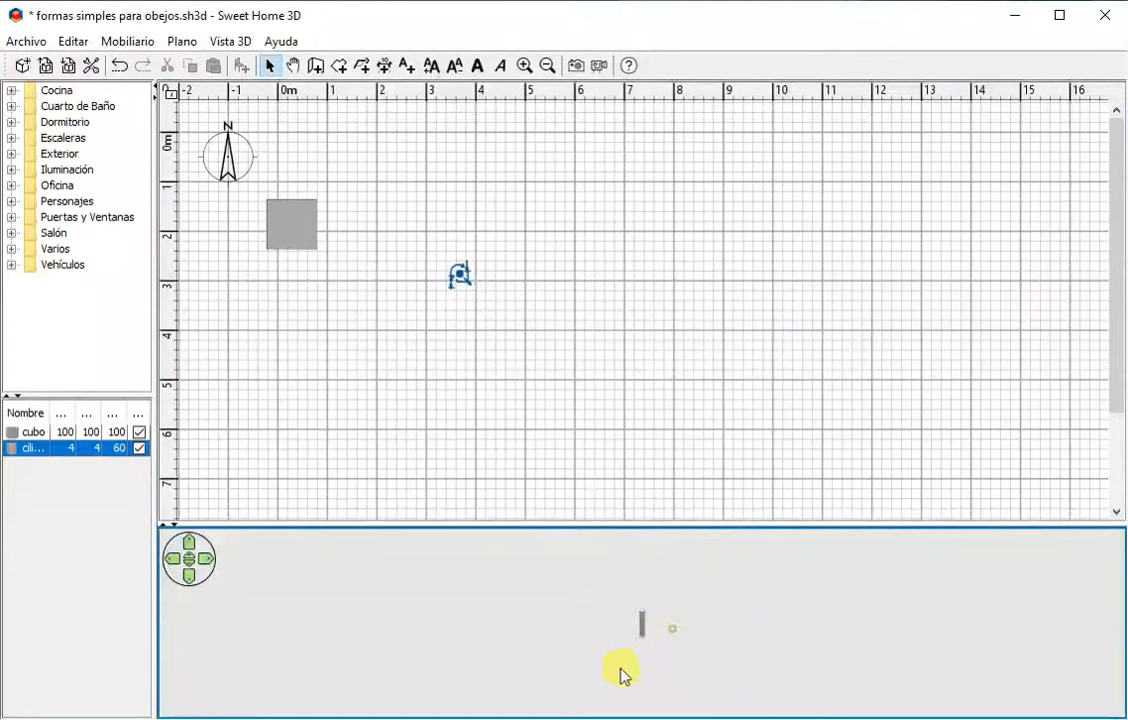 * formas simples para obejos.sh3d - Sweet Home 3D
Archivo Editar Mobiliario Plano Vista 3D Ayuda
Cocina
Cuarto de Baño
Dormitorio
Escaleras
Exterior
Iluminación
Oficina
Personajes
Puertas y Ventanas
Salón
Varios
Vehículos
-2 -1 0m 1 2 3 4 5 6 7 8 9 10 11 12 13 14 15 16
0m
1
2
3
4
5
6
7
N
Nombre ... ... ... ...
cubo 100 100 100
cili... 4 4 60